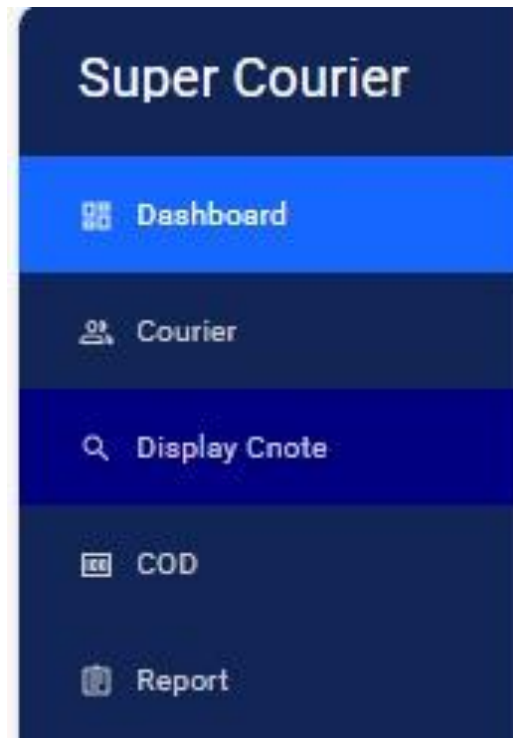 Super Courier
Dashboard
Courier
Display Cnote
COD
Report